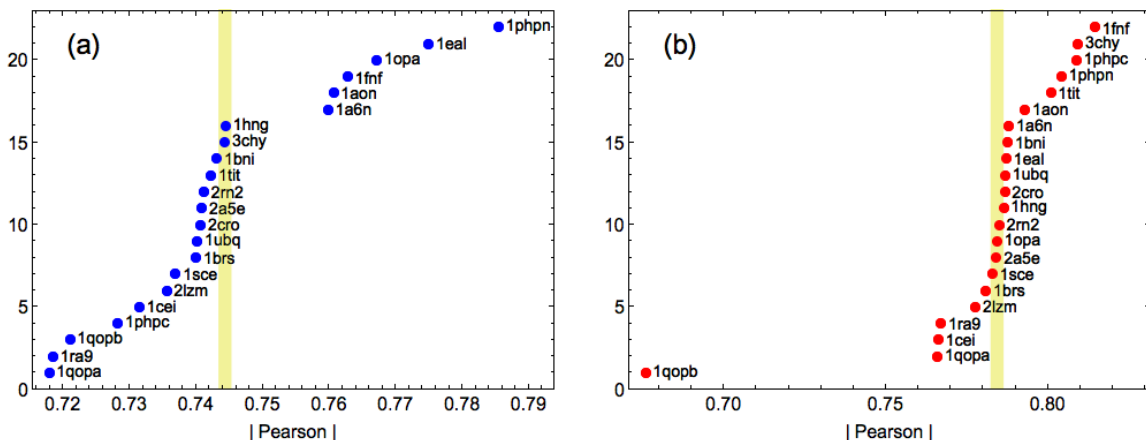 (a)
1phpn
1eal
1opa
1fnf
1aon
1a6n
1hng
3chy
1bni
1tit
2rn2
2a5e
2cro
1ubq
1brs
1sce
2lzm
1cei
1phpc
1qopb
1ra9
1qopa
20
15
10
5
0
0.72 0.73 0.74 0.75 0.76 0.77 0.78 0.79
| Pearson |
(b)
1fnf
3chy
1phpc
1phpn
1tit
1aon
1a6n
1bni
1eal
1ubq
2cro
1hng
2rn2
1opa
2a5e
1sce
1brs
2lzm
1ra9
1cei
1qopa
1qopb
20
15
10
5
0
0.70 0.75 0.80
| Pearson |